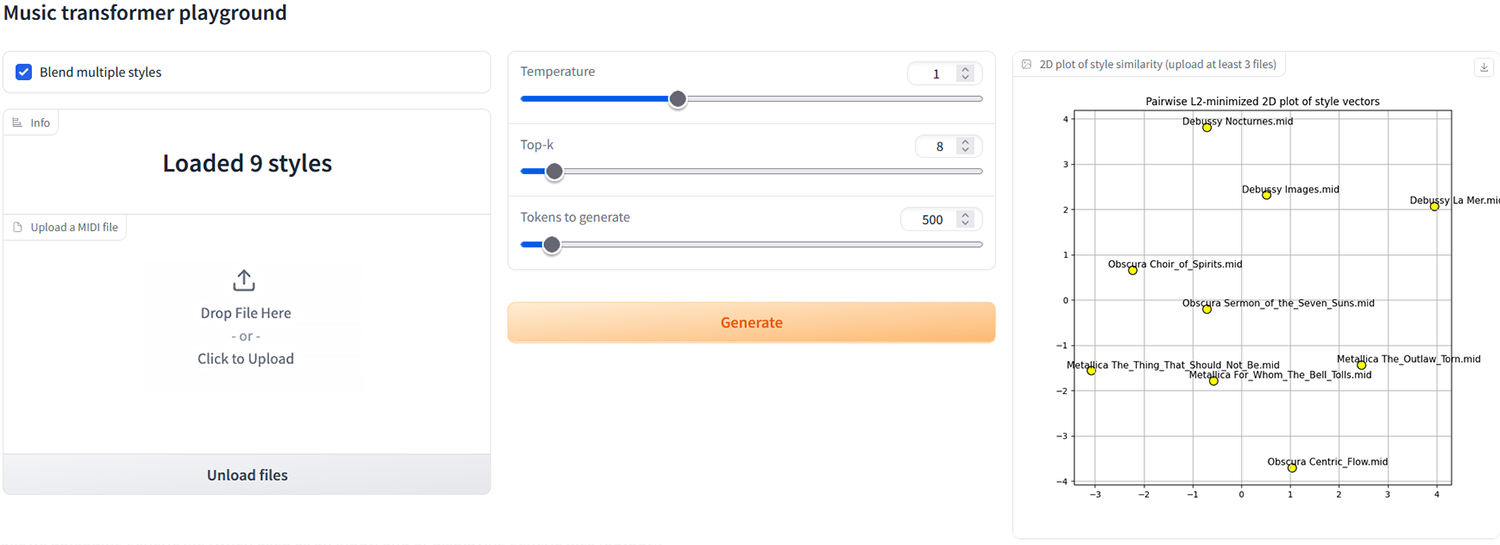 Music transformer playground
Blend multiple styles
Info
Loaded 9 styles
Upload a MIDI file
Drop File Here
- or -
Click to Upload
Unload files
Temperature
1
Top-k
8
Tokens to generate
500
Generate
2D plot of style similarity (upload at least 3 files)
Pairwise L2-minimized 2D plot of style vectors
4
Debussy Nocturnes.mid
3
Debussy Images.mid
Debussy La Mer.mid
2
1
Obscura Choir_of_Spirits.mid
0
Obscura Sermon_of_the_Seven_Suns.mid
−1
Metallica The_Outlaw_Torn.mid
Metallica The_Thing_That_Should_Not_Be.mid
Metallica For_Whom_The_Bell_Tolls.mid
−2
−3
Obscura Centric_Flow.mid
−4
−3 −2 −1 0 1 2 3 4